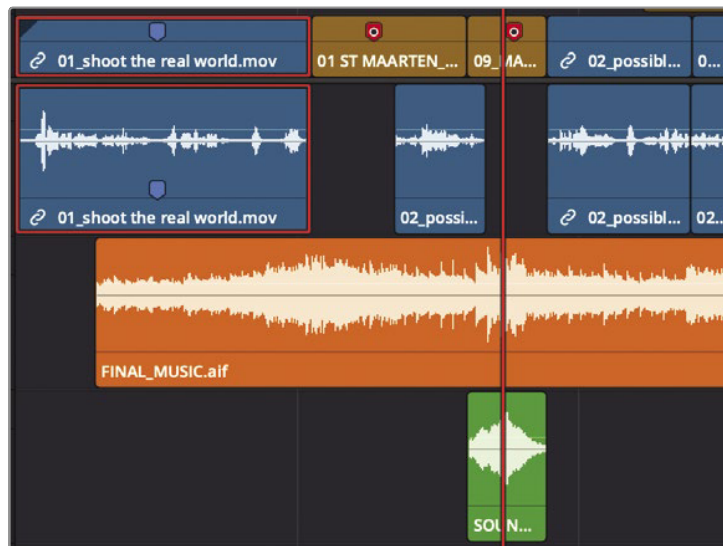 01_shoot the real world.mov
01 ST MAARTEN_...
09_MA...
02_possibl...
0...
01_shoot the real world.mov
02_possi...
02_possibl...
02...
FINAL_MUSIC.aif
SOUN...